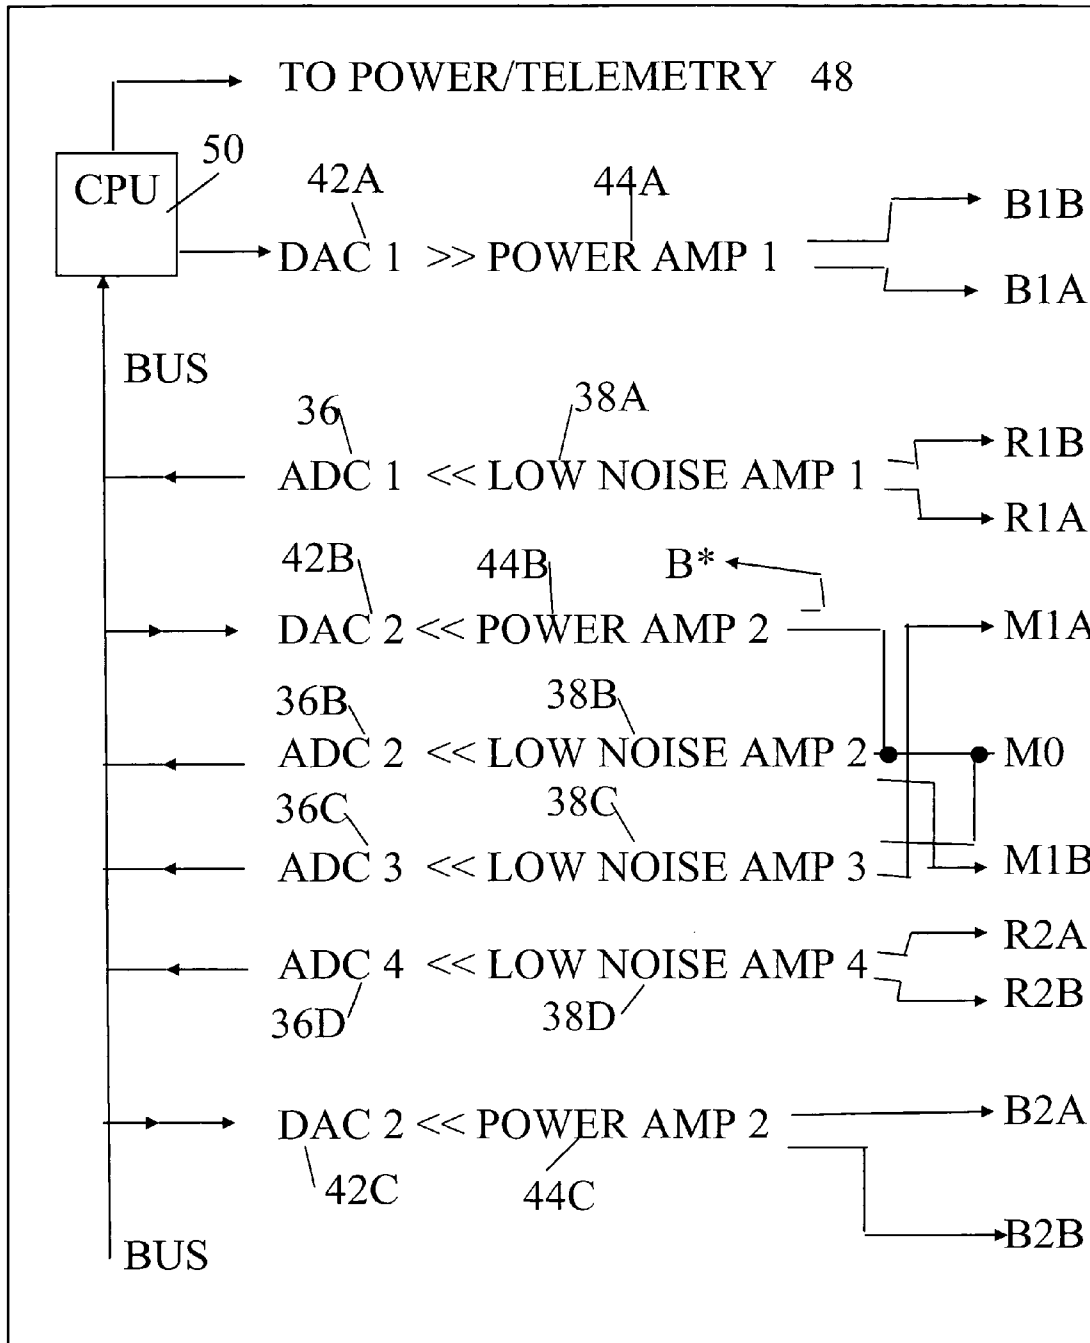 TO POWER/TELEMETRY 48
50
CPU
42A 44A
B1B
DAC 1 >> POWER AMP 1
B1A
BUS
36 38A
R1B
ADC 1 << LOW NOISE AMP 1
R1A
42B 44B B*
DAC 2 << POWER AMP 2 M1A
36B 38B
ADC 2 << LOW NOISE AMP 2 M0
36C 38C
ADC 3 << LOW NOISE AMP 3 M1B
R2A
ADC 4 << LOW NOISE AMP 4
R2B
36D 38D
B2A
DAC 2 << POWER AMP 2
42C 44C
B2B
BUS